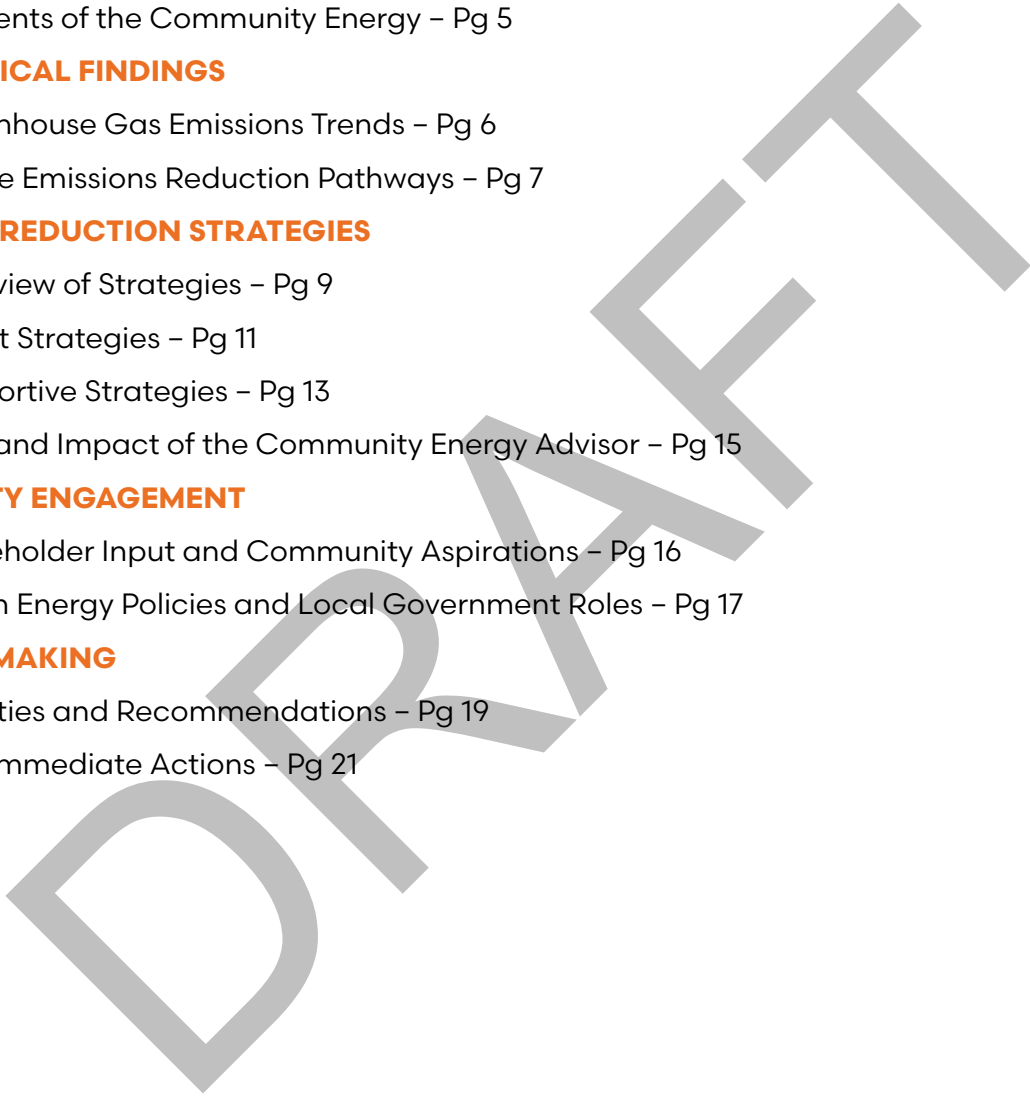 ents of the Community Energy – Pg 5
ICAL FINDINGS
nhouse Gas Emissions Trends – Pg 6
e Emissions Reduction Pathways – Pg 7
REDUCTION STRATEGIES
view of Strategies – Pg 9
t Strategies – Pg 11
ortive Strategies – Pg 13
and Impact of the Community Energy Advisor – Pg 15
TY ENGAGEMENT
eholder Input and Community Aspirations – Pg 16
n Energy Policies and Local Government Roles – Pg 17
MAKING
ties and Recommendations – Pg 19
mmediate Actions – Pg 21
DRAFT